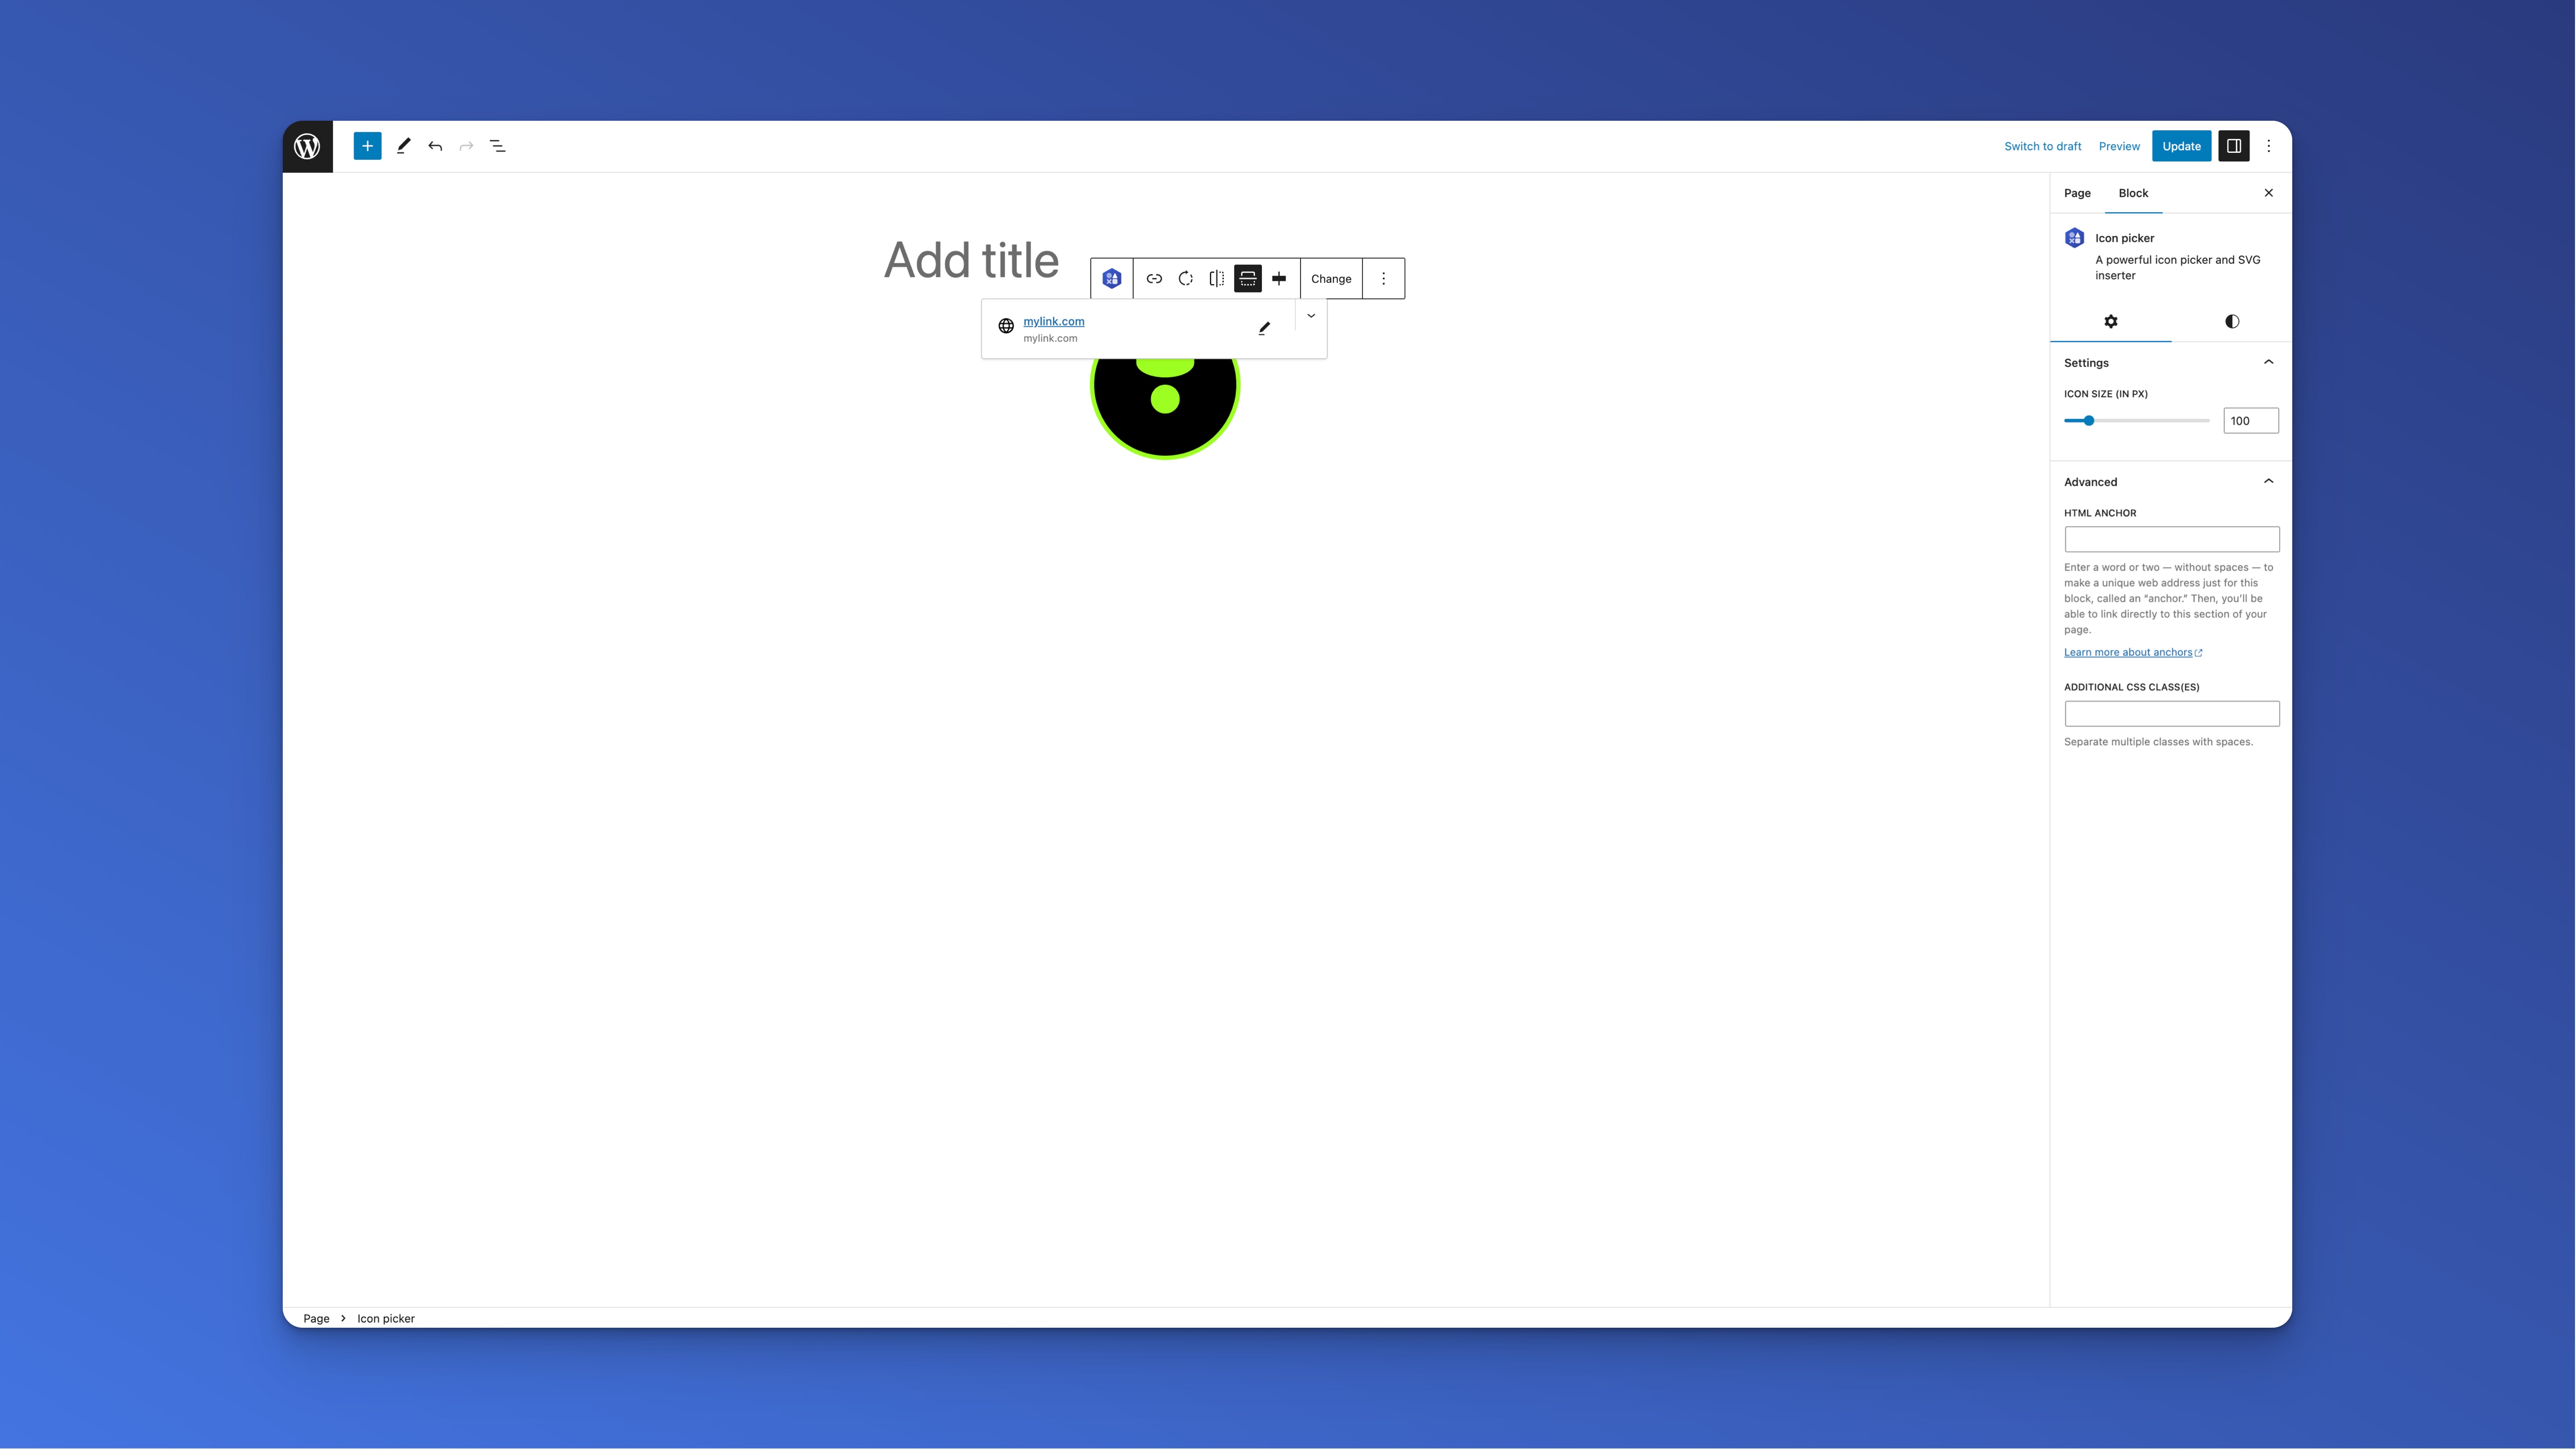 Switch to draft
Preview
Update
Page
Block
Icon picker
A powerful icon picker and SVG
inserter
Add title
Change
mylink.com
mylink.com
Settings
ICON SIZE (IN PX)
100
Advanced
HTML ANCHOR
Enter a word or two — without spaces — to
make a unique web address just for this
block, called an “anchor.” Then, you’ll be
able to link directly to this section of your
page.
Learn more about anchors
ADDITIONAL CSS CLASS(ES)
Separate multiple classes with spaces.
Page
Icon picker